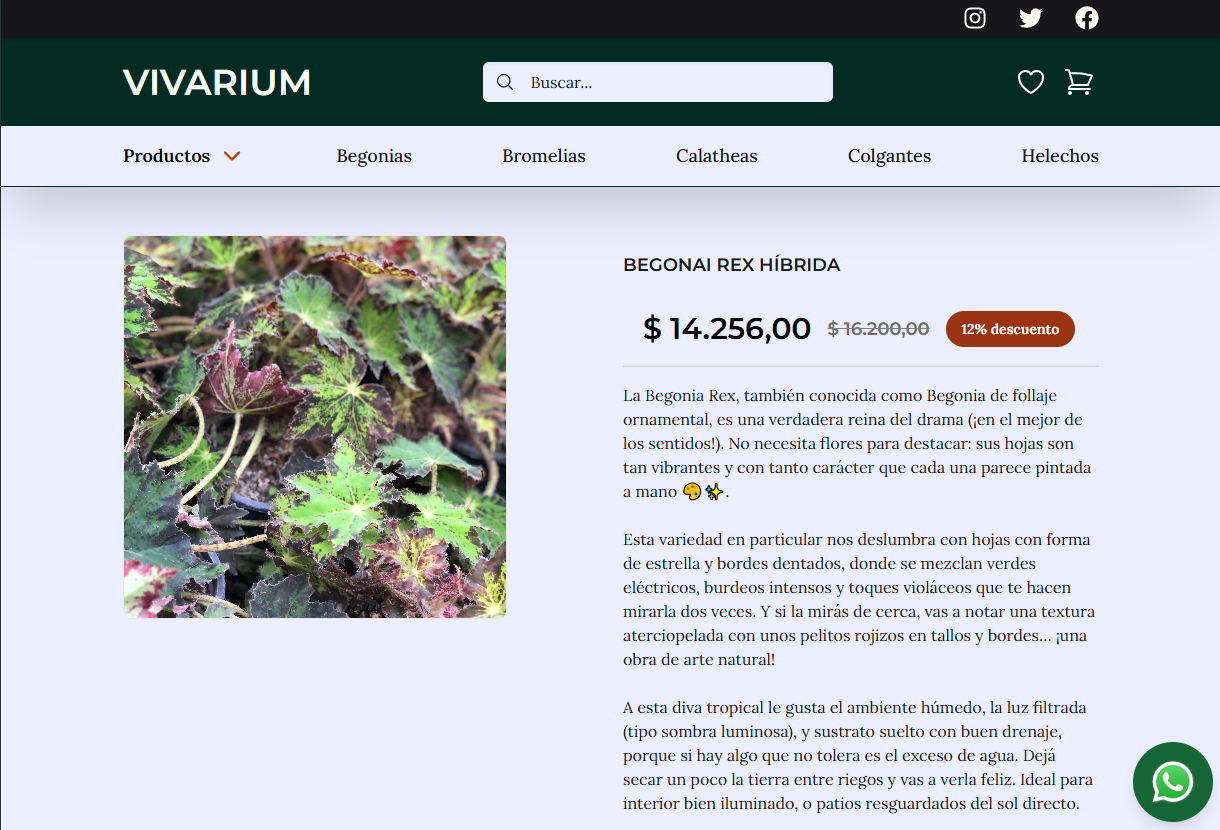 VIVARIUM
Buscar...
Productos
Begonias
Bromelias
Calatheas
Colgantes
Helechos
BEGONAI REX HÍBRIDA
$ 14.256,00 $ 16.200,00 12% descuento
La Begonia Rex, también conocida como Begonia de follaje
ornamental, es una verdadera reina del drama (¡en el mejor de
los sentidos!). No necesita flores para destacar: sus hojas son
tan vibrantes y con tanto carácter que cada una parece pintada
a mano 🎨✨.
Esta variedad en particular nos deslumbra con hojas con forma
de estrella y bordes dentados, donde se mezclan verdes
eléctricos, burdeos intensos y toques violáceos que te hacen
mirarla dos veces. Y si la mirás de cerca, vas a notar una textura
aterciopelada con unos pelitos rojizos en tallos y bordes... ¡una
obra de arte natural!
A esta diva tropical le gusta el ambiente húmedo, la luz filtrada
(tipo sombra luminosa), y sustrato suelto con buen drenaje,
porque si hay algo que no tolera es el exceso de agua. Dejá
secar un poco la tierra entre riegos y vas a verla feliz. Ideal para
interior bien iluminado, o patios resguardados del sol directo.